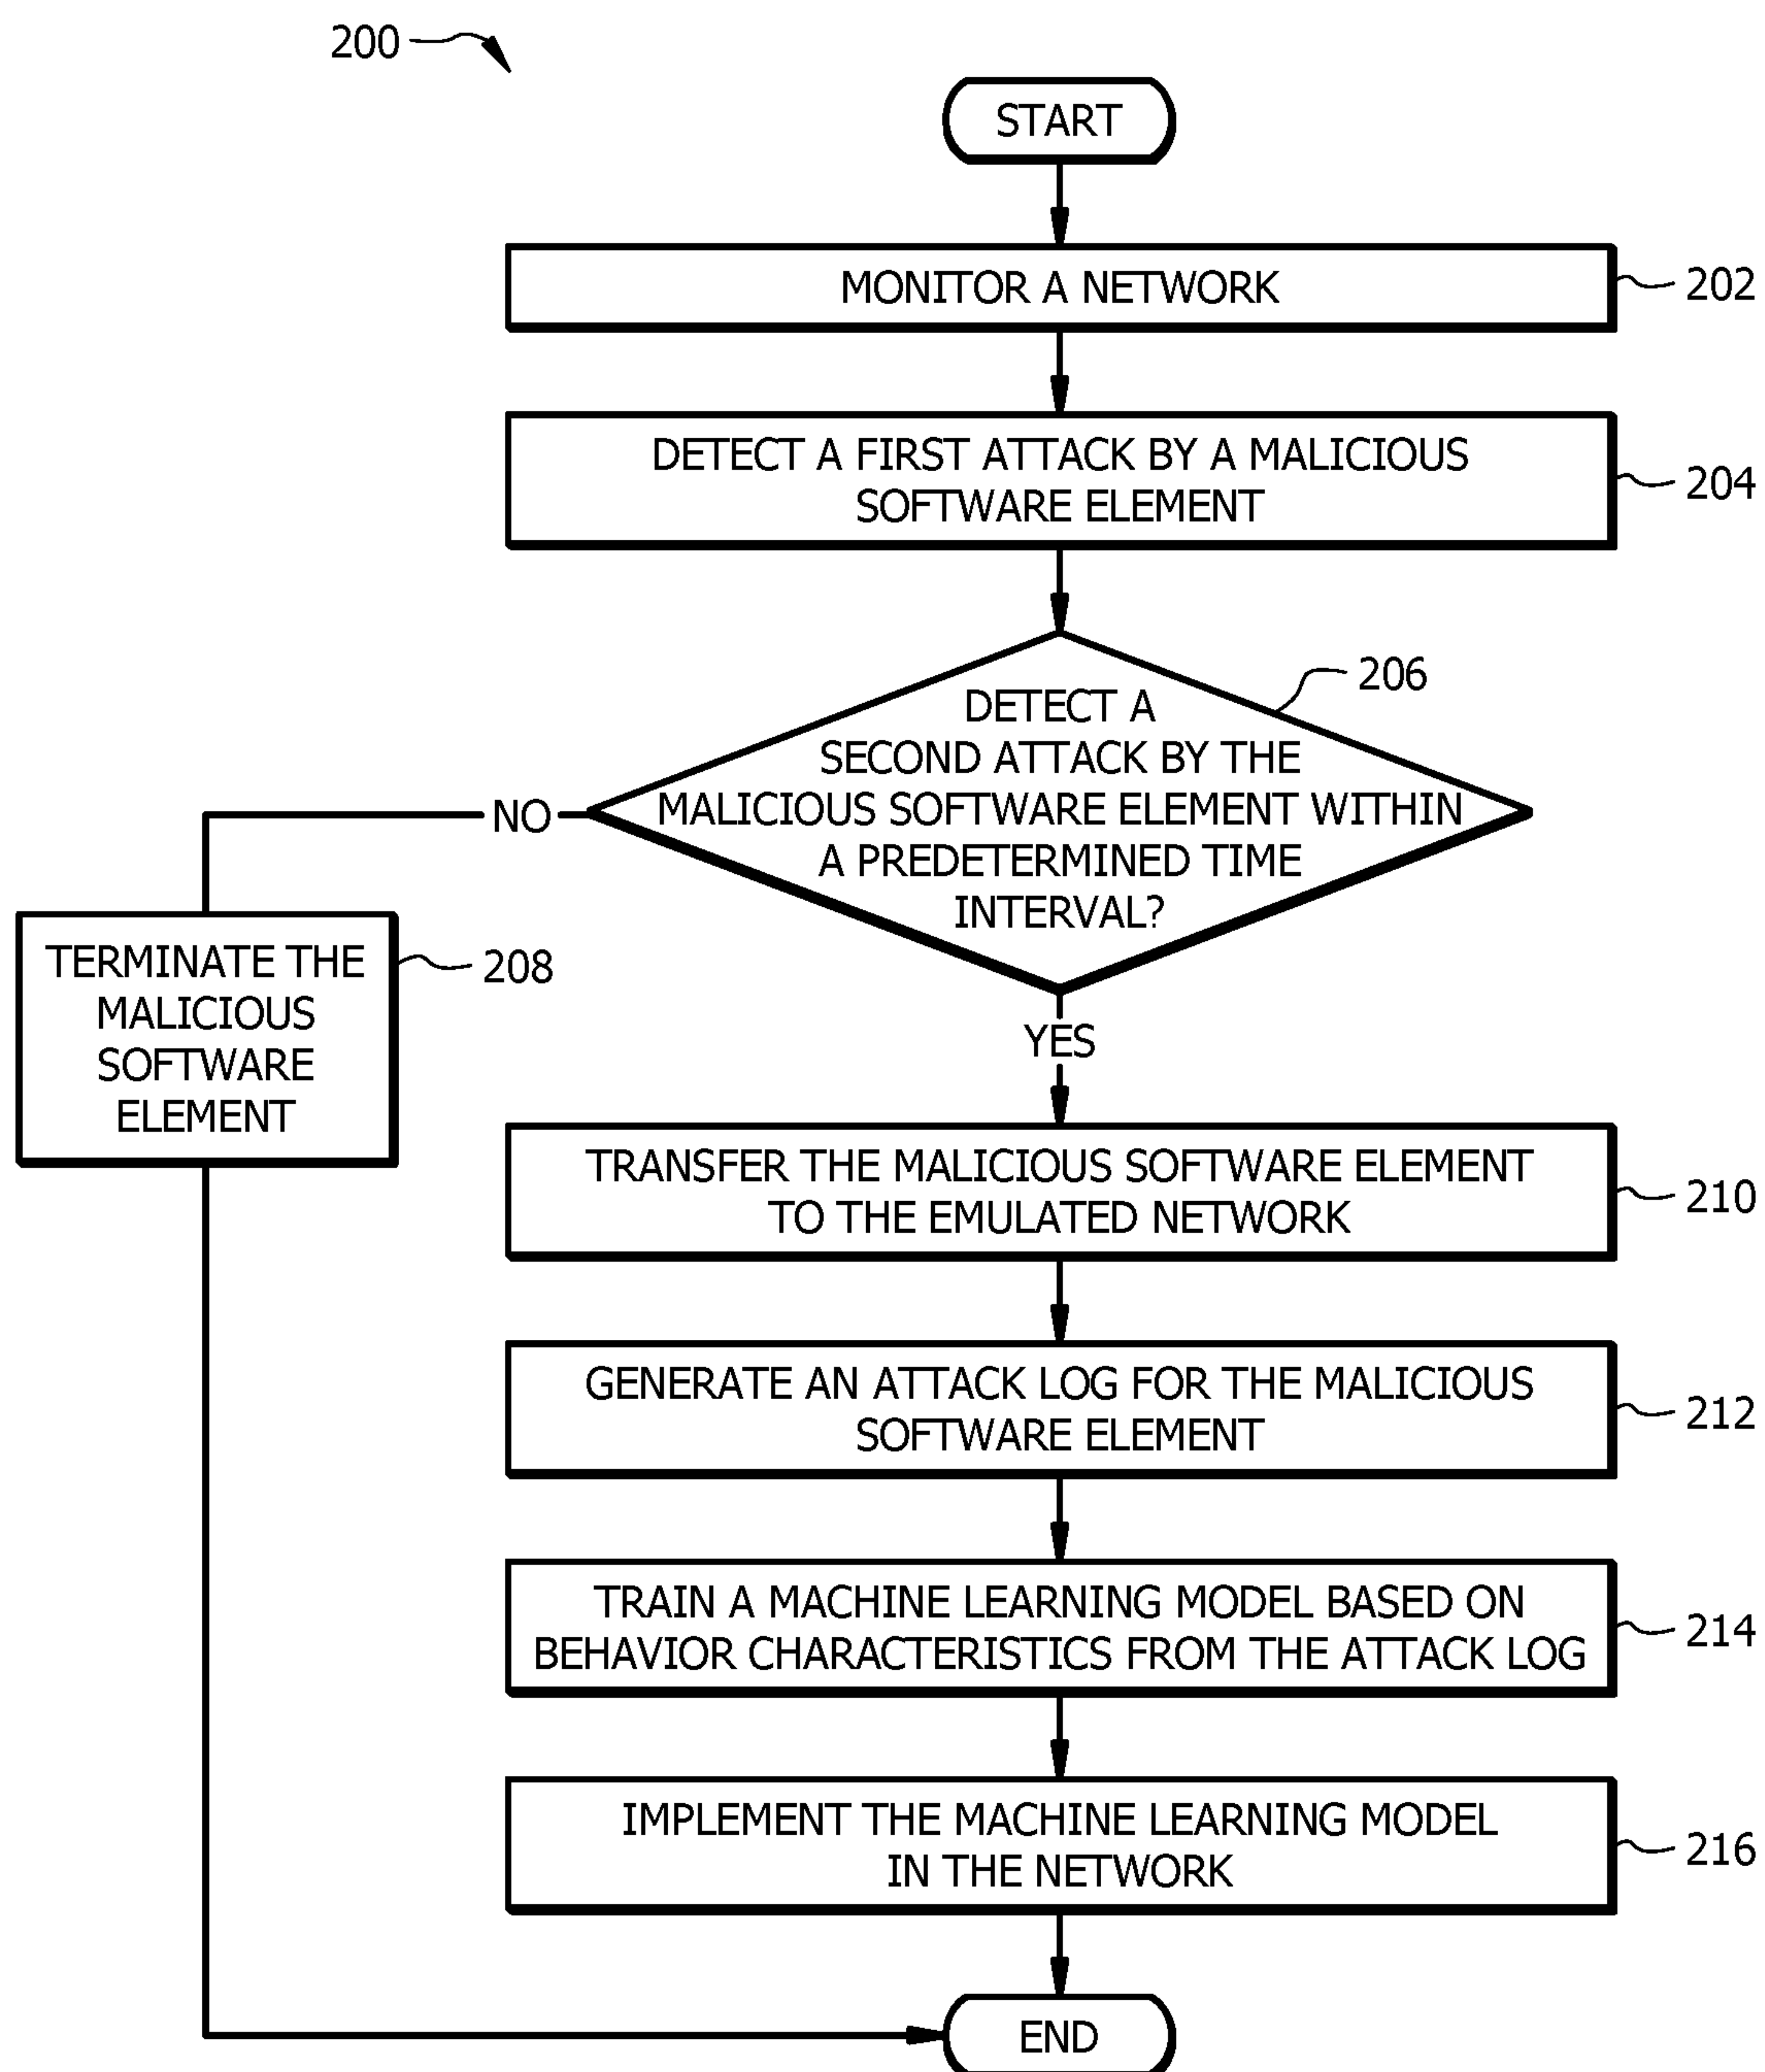 200
START
MONITOR A NETWORK
202
DETECT A FIRST ATTACK BY A MALICIOUS
SOFTWARE ELEMENT
204
206
DETECT A
SECOND ATTACK BY THE
MALICIOUS SOFTWARE ELEMENT WITHIN
A PREDETERMINED TIME
INTERVAL?
NO
TERMINATE THE
MALICIOUS
SOFTWARE
ELEMENT
208
YES
TRANSFER THE MALICIOUS SOFTWARE ELEMENT
TO THE EMULATED NETWORK
210
GENERATE AN ATTACK LOG FOR THE MALICIOUS
SOFTWARE ELEMENT
212
TRAIN A MACHINE LEARNING MODEL BASED ON
BEHAVIOR CHARACTERISTICS FROM THE ATTACK LOG
214
IMPLEMENT THE MACHINE LEARNING MODEL
IN THE NETWORK
216
END